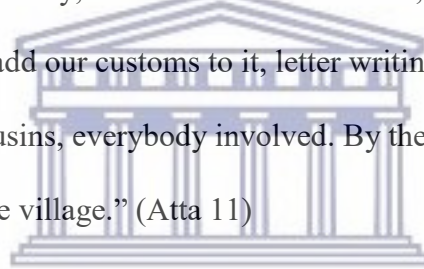 add our customs to it, letter writin
usins, everybody involved. By the
e village.” (Atta 11)